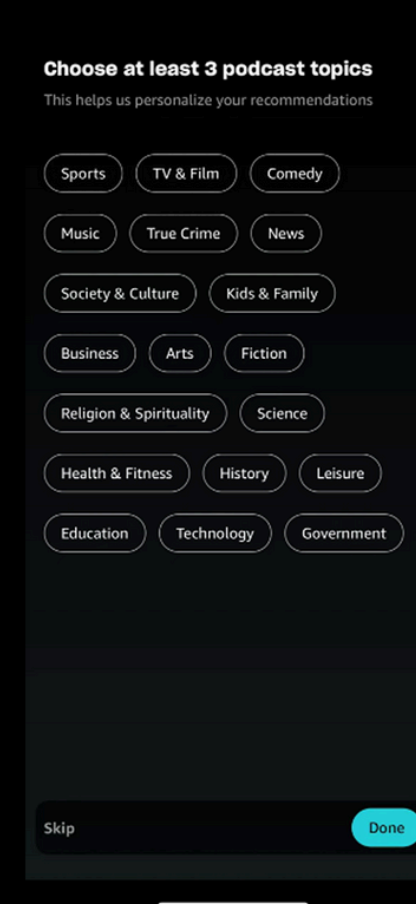 Choose at least 3 podcast topics
This helps us personalize your recommendations
Sports TV & Film Comedy
Music True Crime News
Society & Culture Kids & Family
Business Arts Fiction
Religion & Spirituality Science
Health & Fitness History Leisure
Education Technology Government
Skip Done